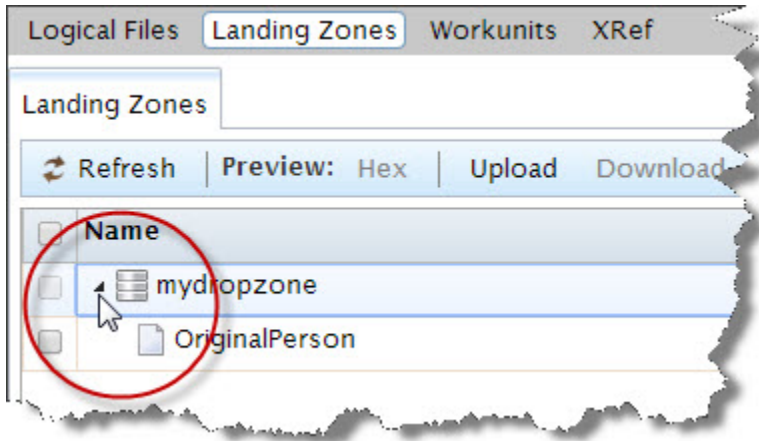 Logical Files Landing Zones Workunits XRef
Landing Zones
Refresh Preview: Hex Upload Download
Name
mydropzone
OriginalPerson